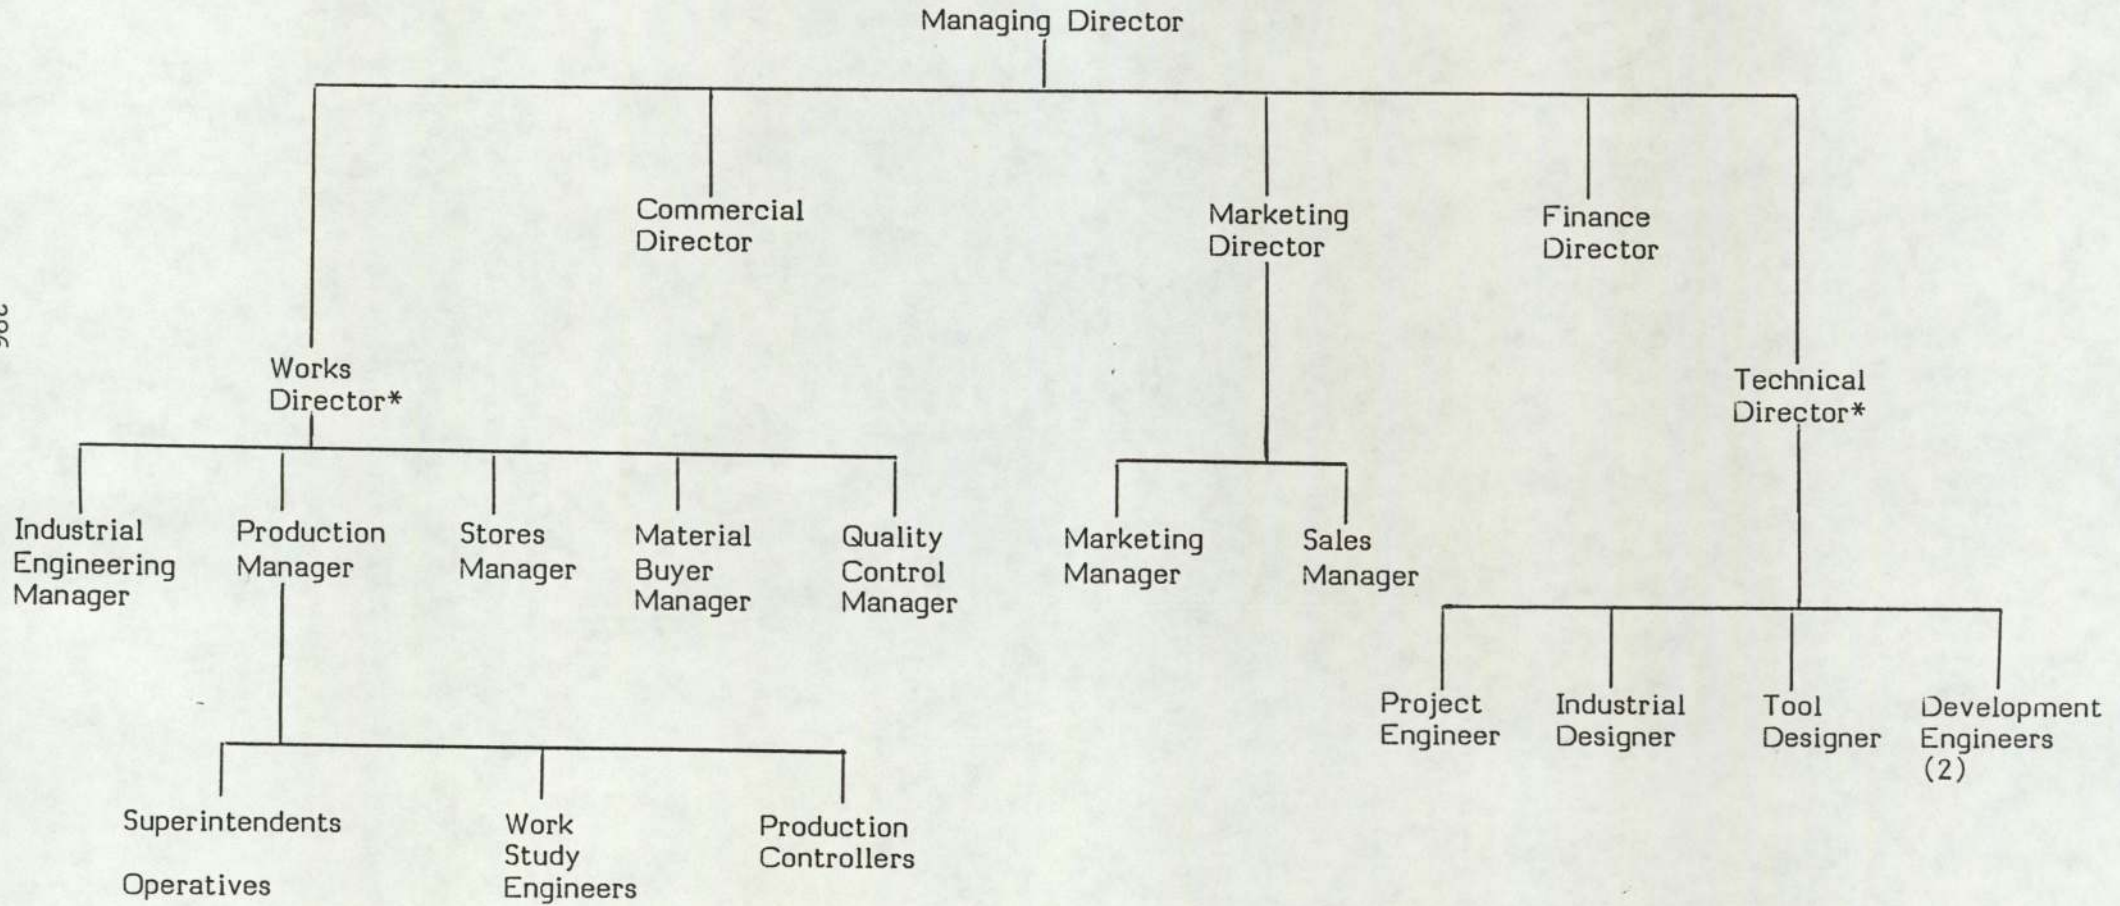 Managing Director
Commercial
Director
Marketing
Director
Finance
Director
Works
Director*
Technical
Director*
Industrial
Engineering
Manager
Production
Manager
Stores
Manager
Material
Buyer
Manager
Quality
Control
Manager
Marketing
Manager
Sales
Manager
Project
Engineer
Industrial
Designer
Tool
Designer
Development
Engineers
(2)
Superintendents
Operatives
Work
Study
Engineers
Production
Controllers